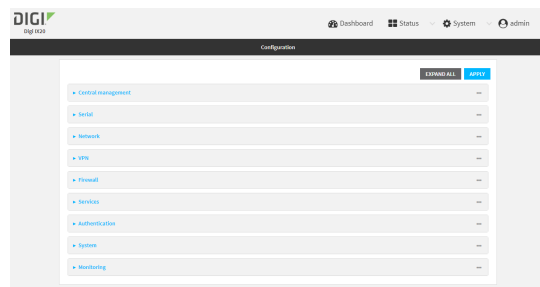 DIGI
Digi IX20
Dashboard Status System admin
Configuration
EXPAND ALL APPLY
Central management
Serial
Network
VPN
Firewall
Services
Authentication
System
Monitoring